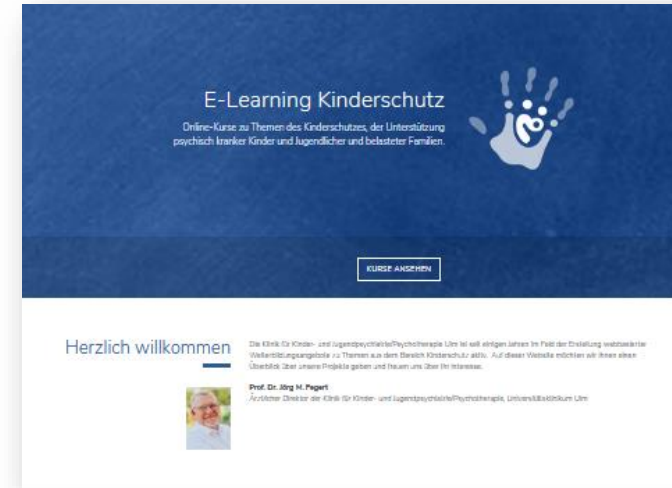 E-Learning Kinderschutz
Online-Kurse zu Themen des Kinderschutzes, der Unterstützung
psychisch kranker Kinder und Jugendlicher und belasteter Familien.
KURSE ANSEHEN
Herzlich willkommen
Die Klinik für Kinder- und Jugendpsychiatrie/Psychotherapie Ulm ist seit einigen Jahren im Feld der Erstellung webbasierter
Weiterbildungsangebote zu Themen aus dem Bereich Kinderschutz aktiv. Auf dieser Website möchten wir Ihnen einen
Überblick über unsere Projekte geben und freuen uns über Ihr Interesse.
Prof. Dr. Jörg M. Fegert
Ärztlicher Direktor der Klinik für Kinder- und Jugendpsychiatrie/Psychotherapie, Universitätsklinikum Ulm